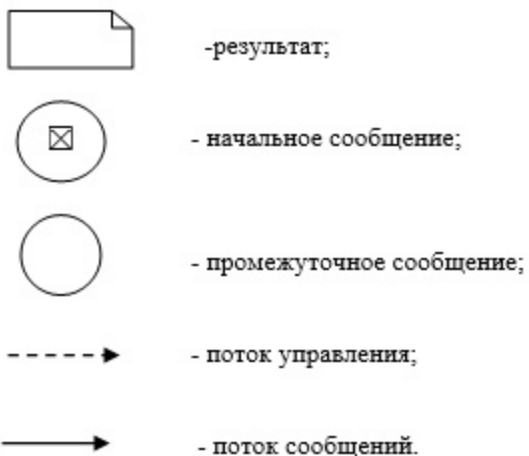 -результат;
- начальное сообщение;
- промежуточное сообщение;
- поток управления;
- поток сообщений.